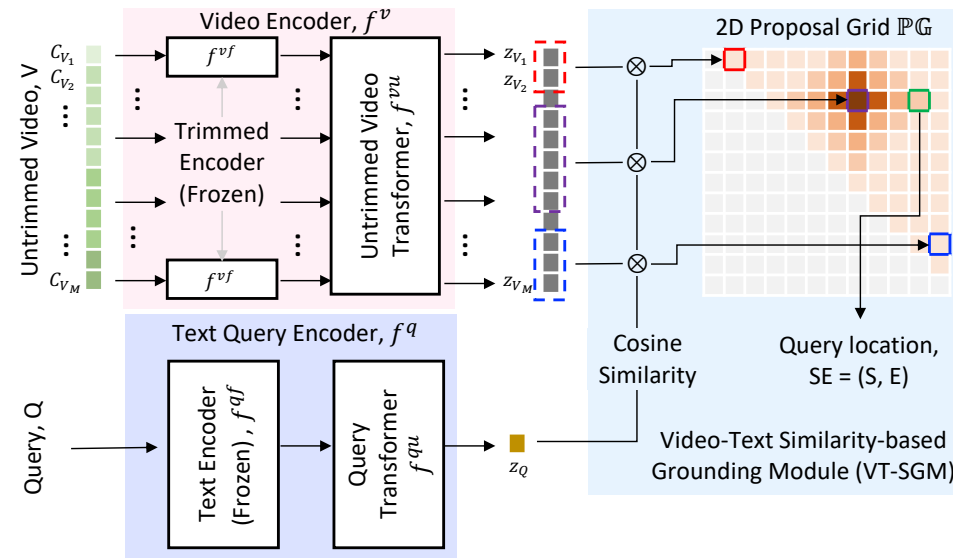 Video Encoder, f^v
2D Proposal Grid ℙ𝔾
Untrimmed Video, V
C_{V_1}
C_{V_2}
...
...
C_{V_M}
f^{vf}
...
Trimmed
Encoder
(Frozen)
...
f^{vf}
...
...
Untrimmed Video
Transformer, f^{vu}
...
...
z_{V_1}
z_{V_2}
z_{V_M}
⊗
⊗
⊗
Cosine
Similarity
Query location,
SE = (S, E)
Text Query Encoder, f^q
Query, Q
Text Encoder
(Frozen) , f^{qf}
Query
Transformer
f^{qu}
z_Q
Video-Text Similarity-based
Grounding Module (VT-SGM)